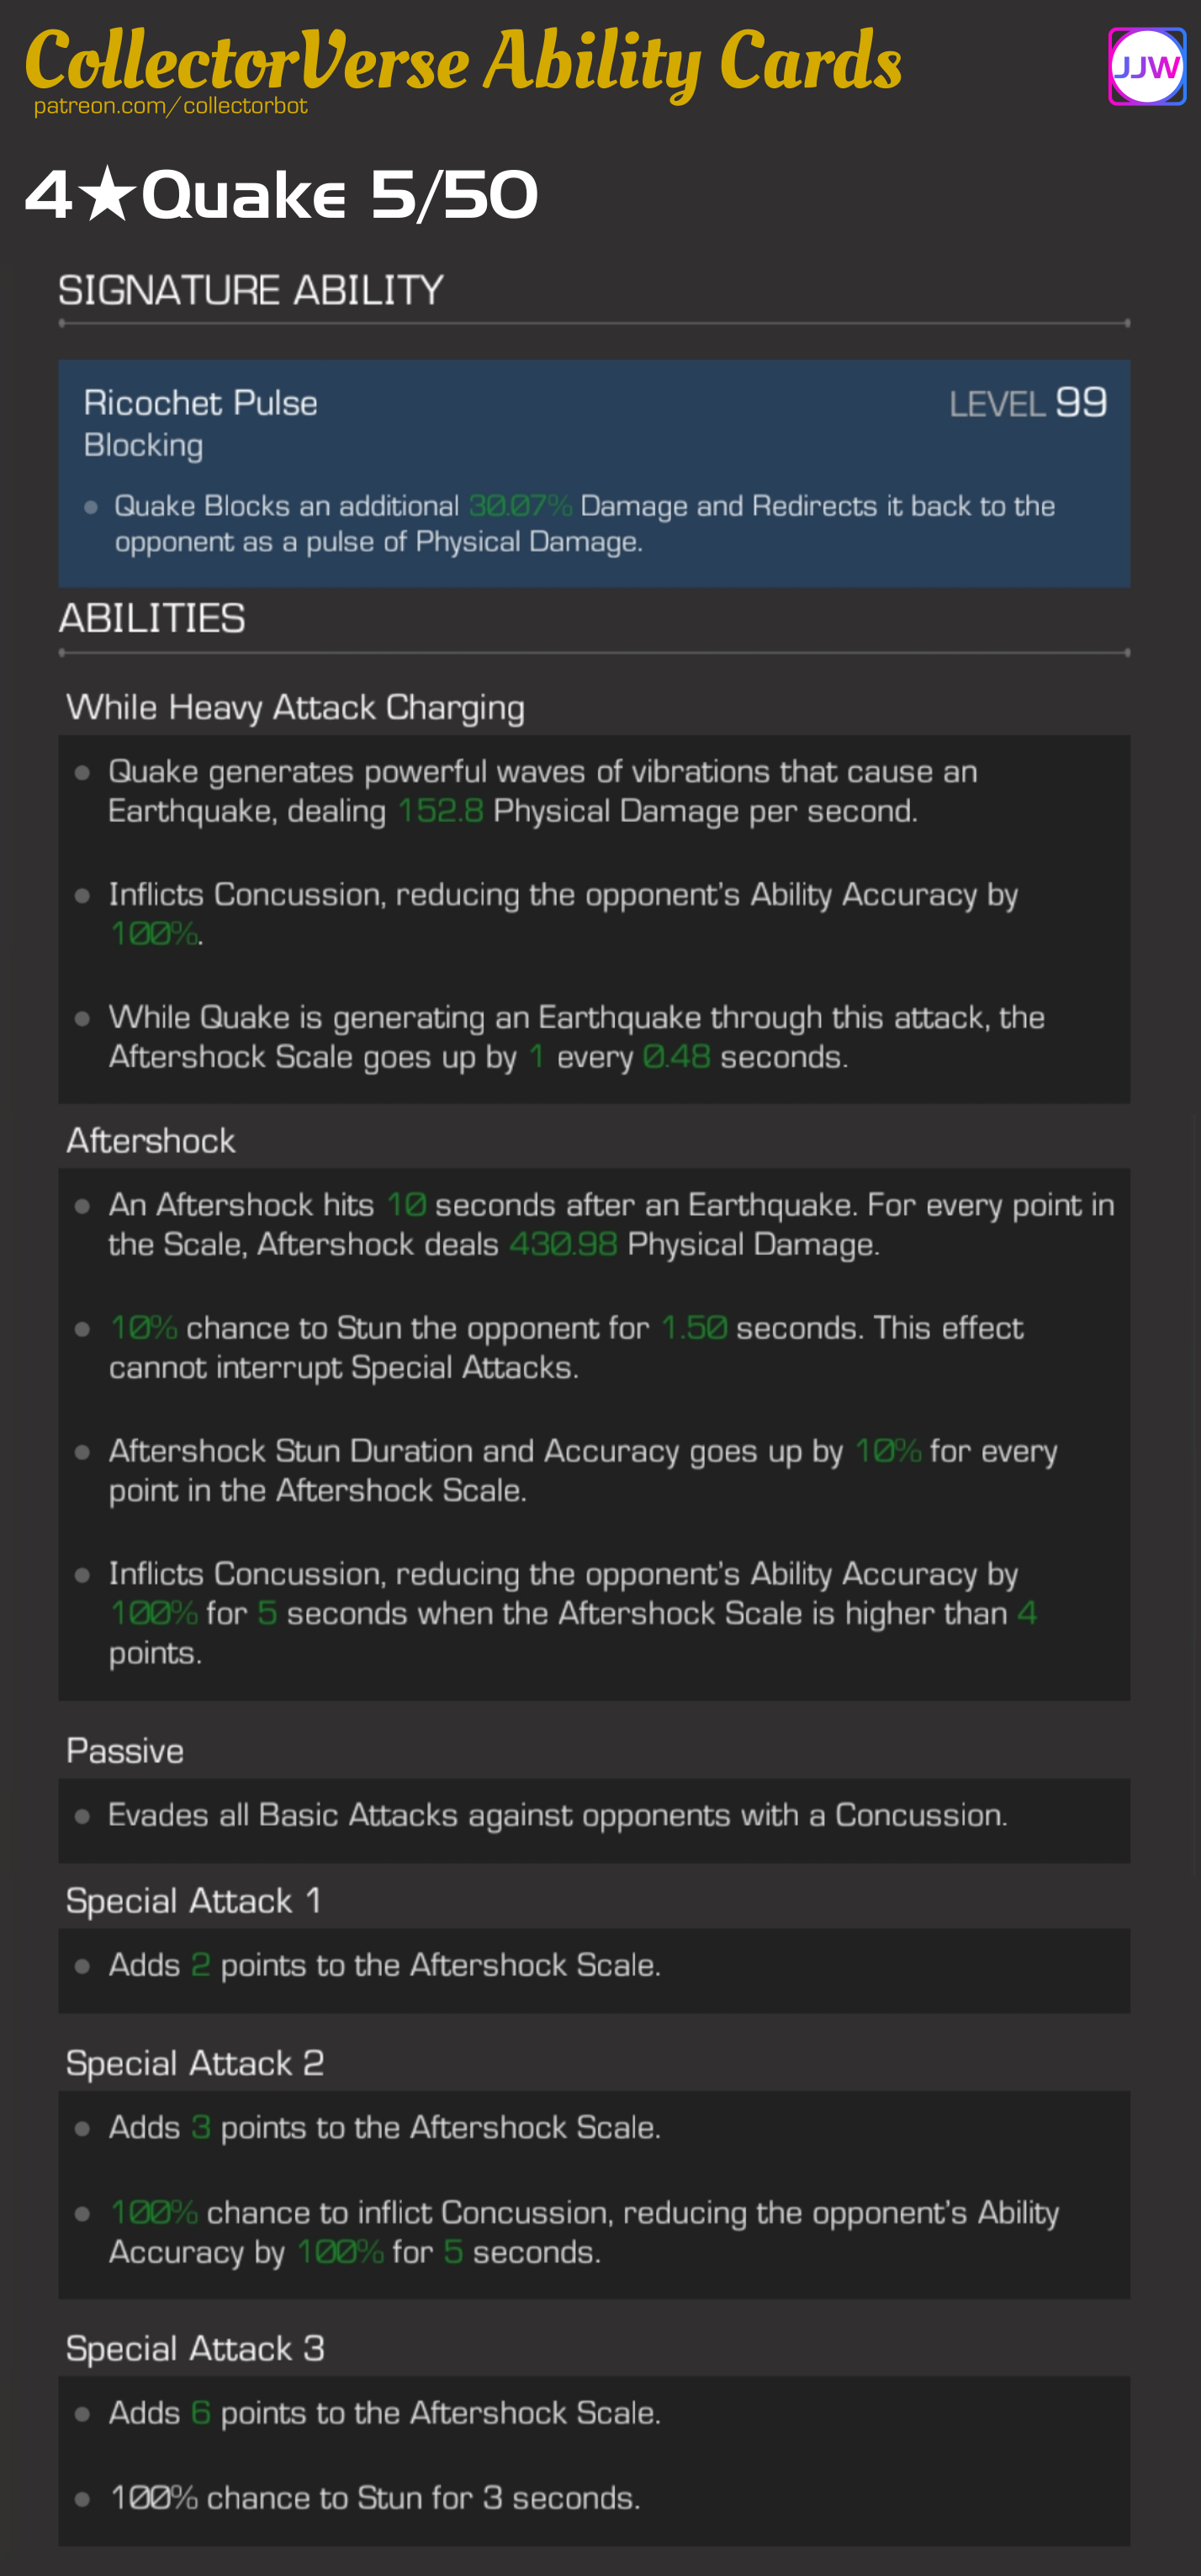 CollectorVerse Ability Cards
patreon.com/collectorbot
JJW
4★Quake 5/50
SIGNATURE ABILITY
Ricochet Pulse
LEVEL 99
Blocking
Quake Blocks an additional 30.07% Damage and Redirects it back to the
opponent as a pulse of Physical Damage.
ABILITIES
While Heavy Attack Charging
Quake generates powerful waves of vibrations that cause an
Earthquake, dealing 152.8 Physical Damage per second.
Inflicts Concussion, reducing the opponent's Ability Accuracy by
100%.
While Quake is generating an Earthquake through this attack, the
Aftershock Scale goes up by 1 every 0.48 seconds.
Aftershock
An Aftershock hits 10 seconds after an Earthquake. For every point in
the Scale, Aftershock deals 430.98 Physical Damage.
10% chance to Stun the opponent for 1.50 seconds. This effect
cannot interrupt Special Attacks.
Aftershock Stun Duration and Accuracy goes up by 10% for every
point in the Aftershock Scale.
Inflicts Concussion, reducing the opponent's Ability Accuracy by
100% for 5 seconds when the Aftershock Scale is higher than 4
points.
Passive
Evades all Basic Attacks against opponents with a Concussion.
Special Attack 1
Adds 2 points to the Aftershock Scale.
Special Attack 2
Adds 3 points to the Aftershock Scale.
100% chance to inflict Concussion, reducing the opponent's Ability
Accuracy by 100% for 5 seconds.
Special Attack 3
Adds 6 points to the Aftershock Scale.
100% chance to Stun for 3 seconds.